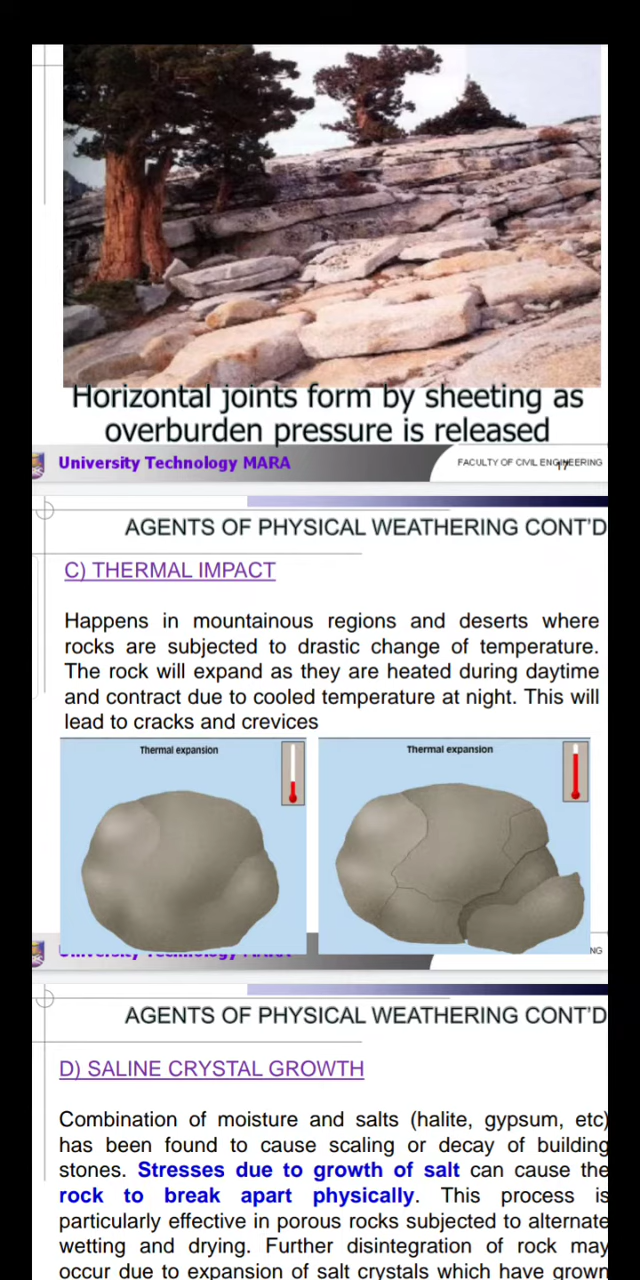 Horizontal joints form by sheeting as
overburden pressure is released
University Technology MARA
FACULTY OF CIVIL ENGINEERING
17
AGENTS OF PHYSICAL WEATHERING CONT'D
C) THERMAL IMPACT
Happens in mountainous regions and deserts where
rocks are subjected to drastic change of temperature.
The rock will expand as they are heated during daytime
and contract due to cooled temperature at night. This will
lead to cracks and crevices
Thermal expansion
Thermal expansion
University Technology MARA
NG
AGENTS OF PHYSICAL WEATHERING CONT'D
D) SALINE CRYSTAL GROWTH
Combination of moisture and salts (halite, gypsum, etc)
has been found to cause scaling or decay of building
stones. Stresses due to growth of salt can cause the
rock to break apart physically. This process is
particularly effective in porous rocks subjected to alternate
wetting and drying. Further disintegration of rock may
occur due to expansion of salt crystals which have grown